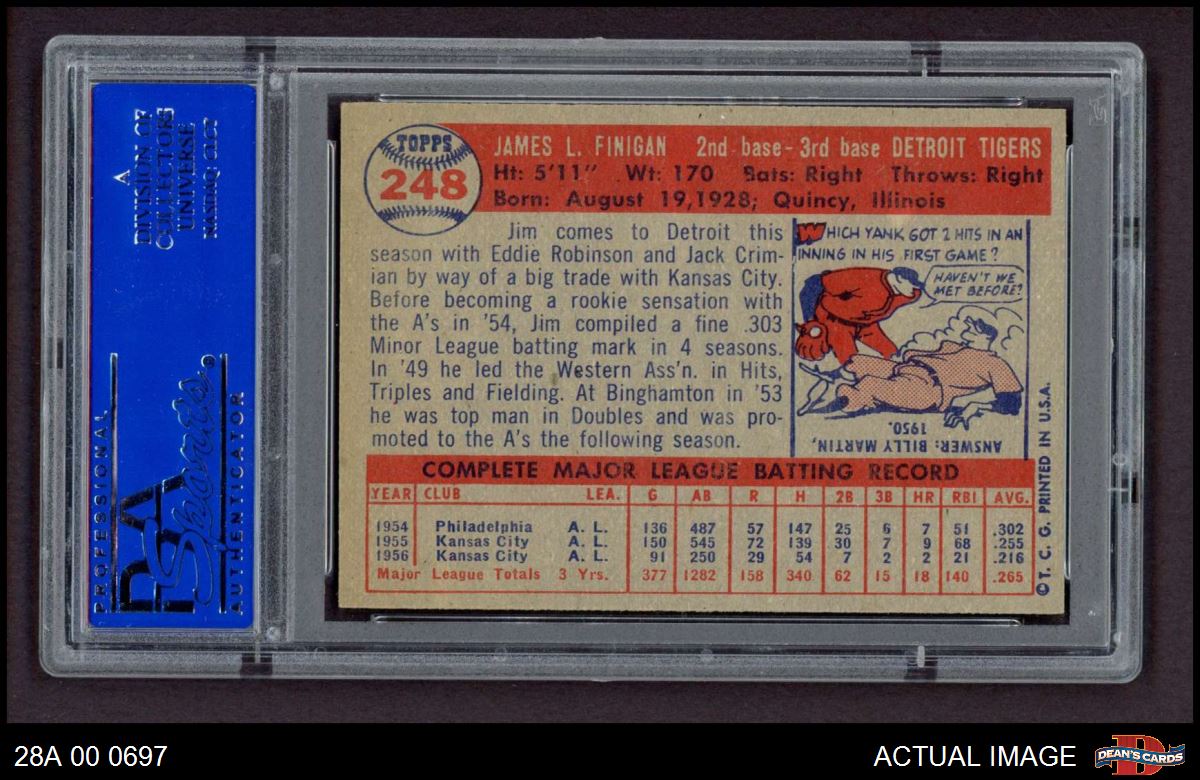 A
DIVISION OF
COLLECTORS
UNIVERSE
NASDAQ: CLCT
PROFESSIONAL
PSA
Sports
AUTHENTICATOR
TOPPS
248
JAMES L. FINIGAN 2nd base - 3rd base DETROIT TIGERS
Ht: 5'11" Wt: 170 Bats: Right Throws: Right
Born: August 19, 1928; Quincy, Illinois
Jim comes to Detroit this
season with Eddie Robinson and Jack Crim-
ian by way of a big trade with Kansas City.
Before becoming a rookie sensation with
the A's in '54, Jim compiled a fine .303
Minor League batting mark in 4 seasons.
In '49 he led the Western Ass'n. in Hits,
Triples and Fielding. At Binghamton in '53
he was top man in Doubles and was pro-
moted to the A's the following season.
WHICH YANK GOT 2 HITS IN AN
INNING IN HIS FIRST GAME?
HAVEN'T WE
MET BEFORE?
ANSWER: BILLY MARTIN,
1950.
COMPLETE MAJOR LEAGUE BATTING RECORD
YEAR CLUB LEA. G AB R H 2B 3B HR RBI AVG.
1954 Philadelphia A. L. 136 487 57 147 25 6 7 51 .302
1955 Kansas City A. L. 150 545 72 139 30 7 9 68 .255
1956 Kansas City A. L. 91 250 29 54 7 2 2 21 .216
Major League Totals 3 Yrs. 377 1282 158 340 62 15 18 140 .265
© T. C. G. PRINTED IN U.S.A.
28A 00 0697
ACTUAL IMAGE
DEAN'S CARDS